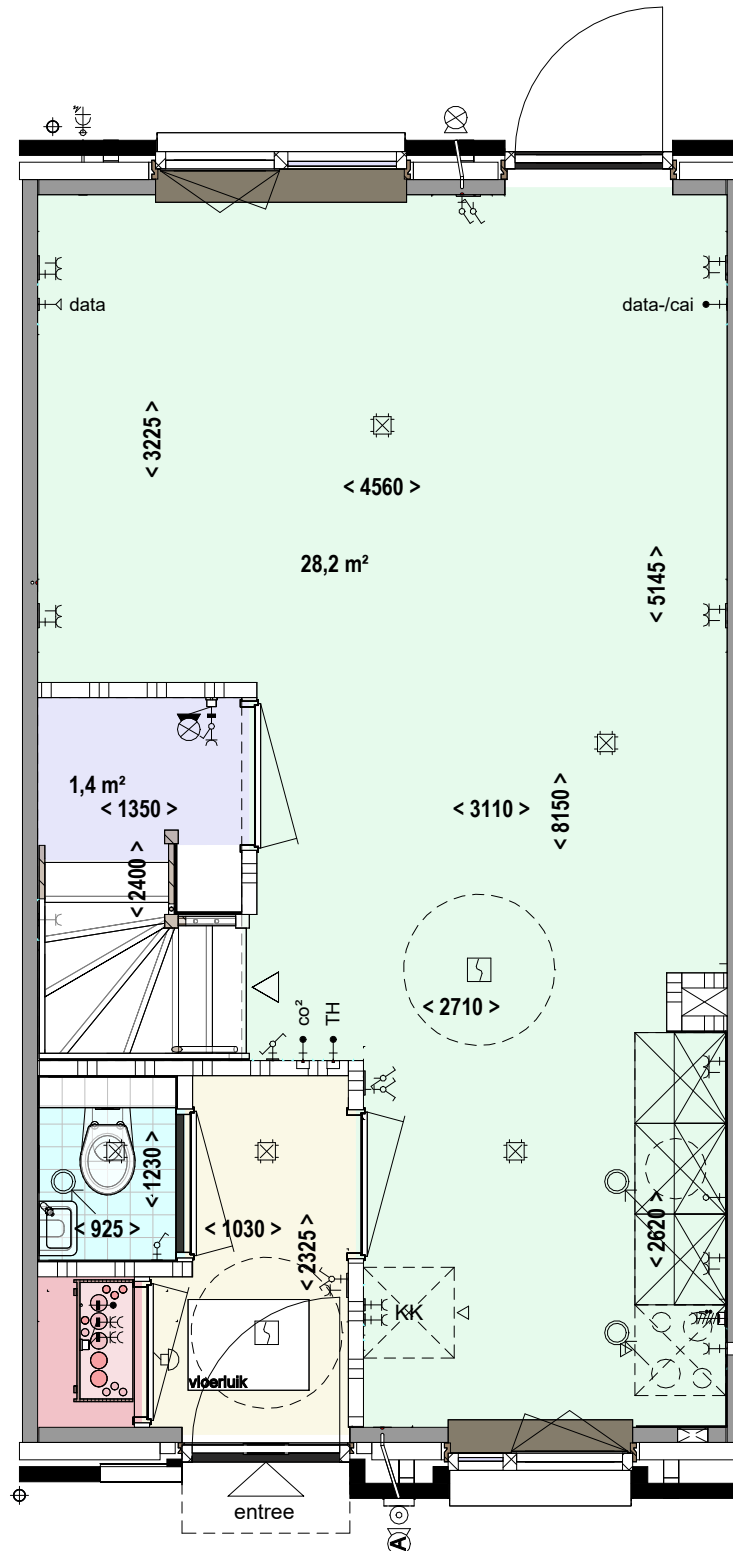 data
data-/cai
< 3225 >
< 4560 >
28,2 m²
< 5145 >
1,4 m²
< 1350 >
< 3110 >
< 8150 >
< 2400 >
< 2710 >
co²
TH
< 1230 >
< 925 >
< 1030 >
< 2325 >
< 2620 >
KK
vloerluik
entree
A